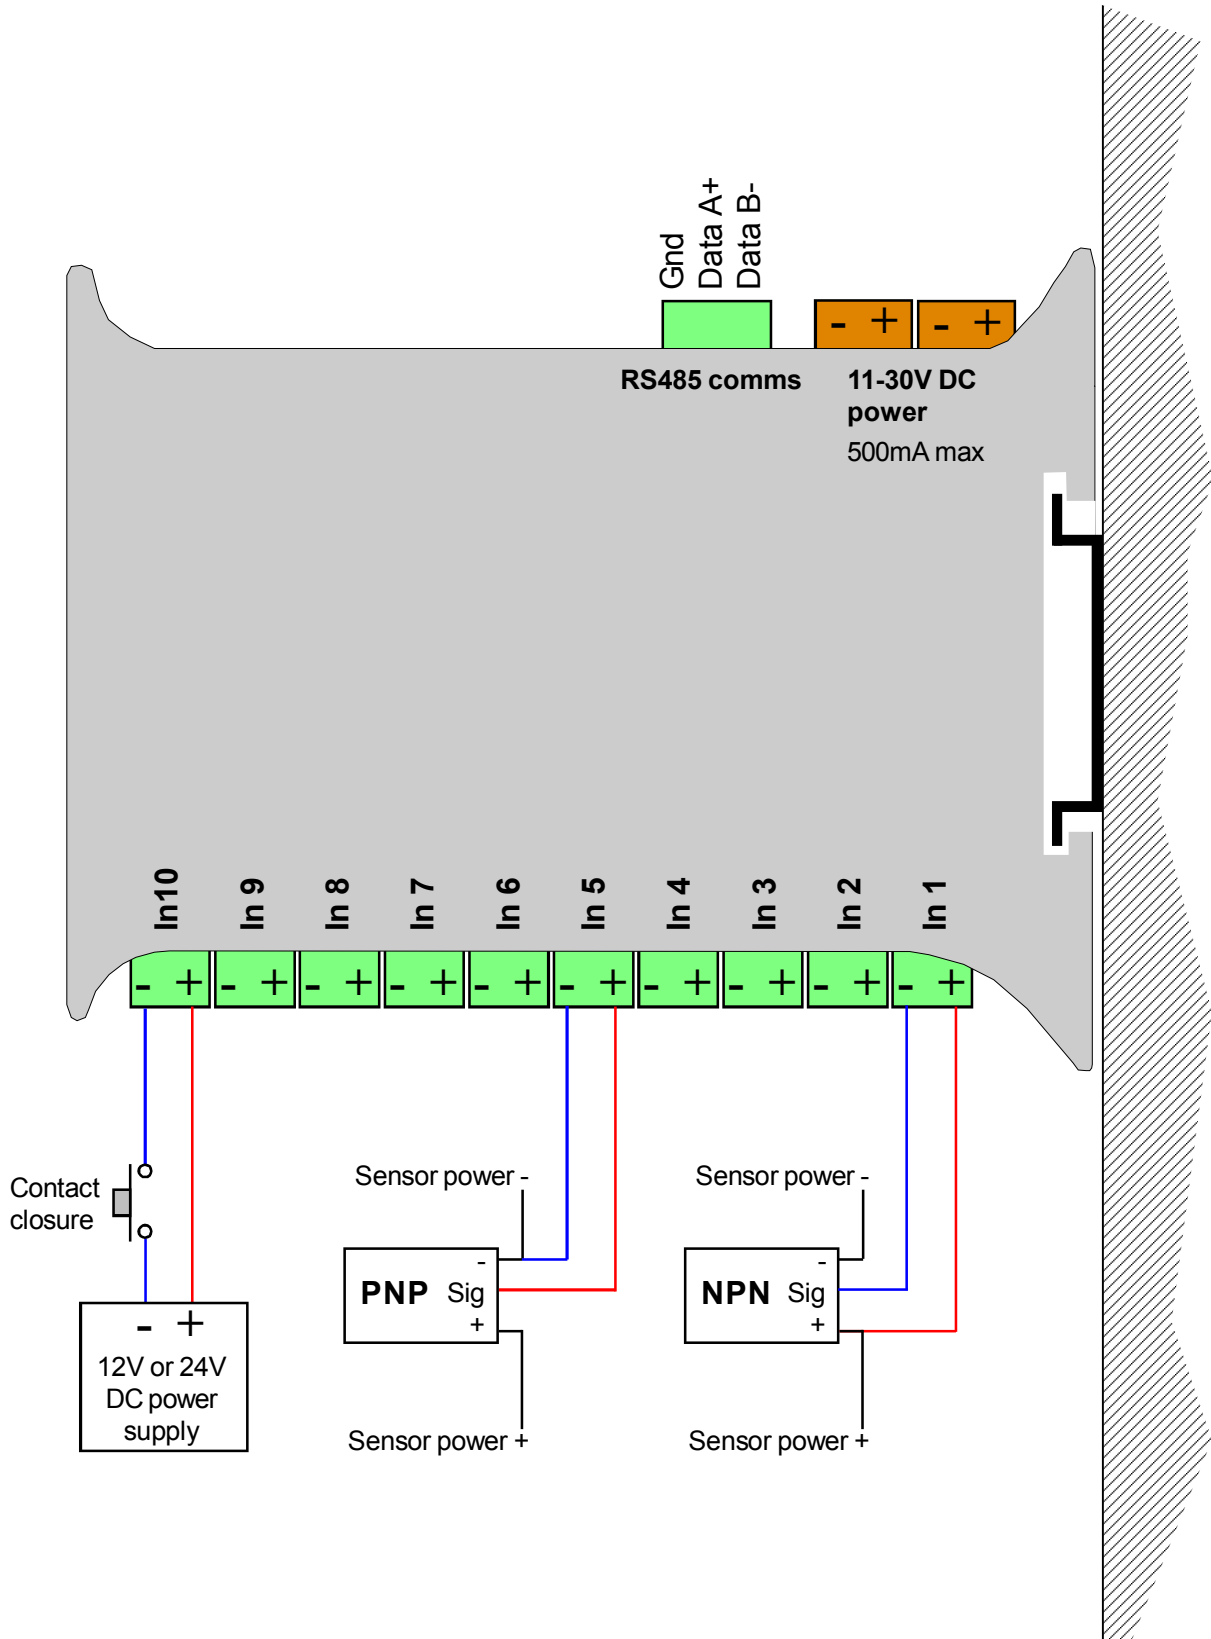 Gnd
Data A+
Data B-
- + - +
RS485 comms
11-30V DC
power
500mA max
In10
In 9
In 8
In 7
In 6
In 5
In 4
In 3
In 2
In 1
- + - + - + - + - + - + - + - + - + - +
Contact
closure
- +
12V or 24V
DC power
supply
Sensor power -
-
PNP Sig
+
Sensor power +
Sensor power -
-
NPN Sig
+
Sensor power +